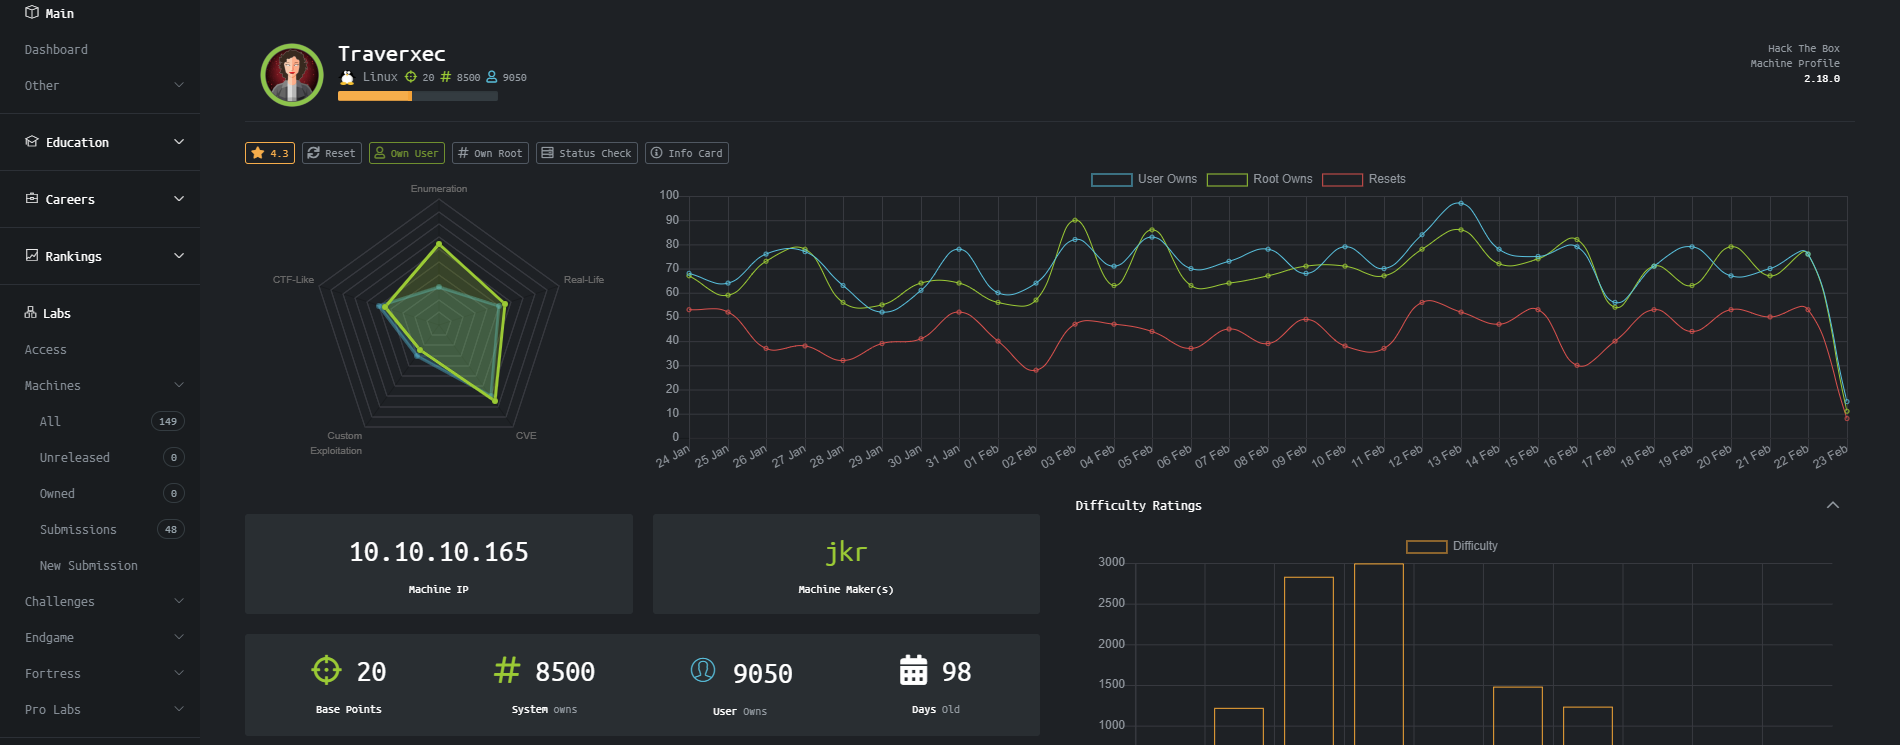 Main
Dashboard
Other
Education
Careers
Rankings
Labs
Access
Machines
All 149
Unreleased 0
Owned 0
Submissions 48
New Submission
Challenges
Endgame
Fortress
Pro Labs
Traverxec
Linux 20 8500 9050
Hack The Box
Machine Profile
2.18.0
4.3 Reset Own User Own Root Status Check Info Card
Enumeration
Real-Life
CVE
Custom
Exploitation
CTF-Like
User Owns Root Owns Resets
100
90
80
70
60
50
40
30
20
10
0
24 Jan 25 Jan 26 Jan 27 Jan 28 Jan 29 Jan 30 Jan 31 Jan 01 Feb 02 Feb 03 Feb 04 Feb 05 Feb 06 Feb 07 Feb 08 Feb 09 Feb 10 Feb 11 Feb 12 Feb 13 Feb 14 Feb 15 Feb 16 Feb 17 Feb 18 Feb 19 Feb 20 Feb 21 Feb 22 Feb 23 Feb
10.10.10.165
Machine IP
jkr
Machine Maker(s)
20
Base Points
8500
System owns
9050
User Owns
98
Days Old
Difficulty Ratings
Difficulty
3000
2500
2000
1500
1000